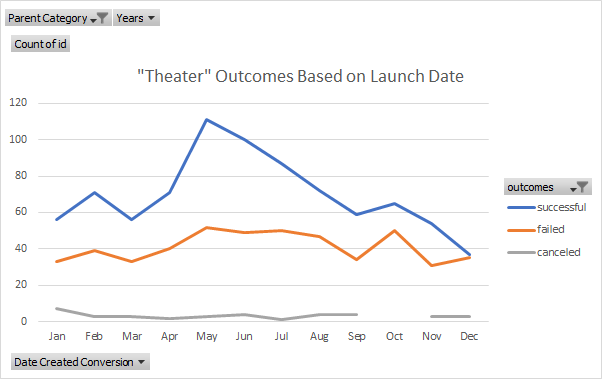 Parent Category Years
Count of id
"Theater" Outcomes Based on Launch Date
120
100
80
60
40
20
0
Jan Feb Mar Apr May Jun Jul Aug Sep Oct Nov Dec
outcomes
successful
failed
canceled
Date Created Conversion